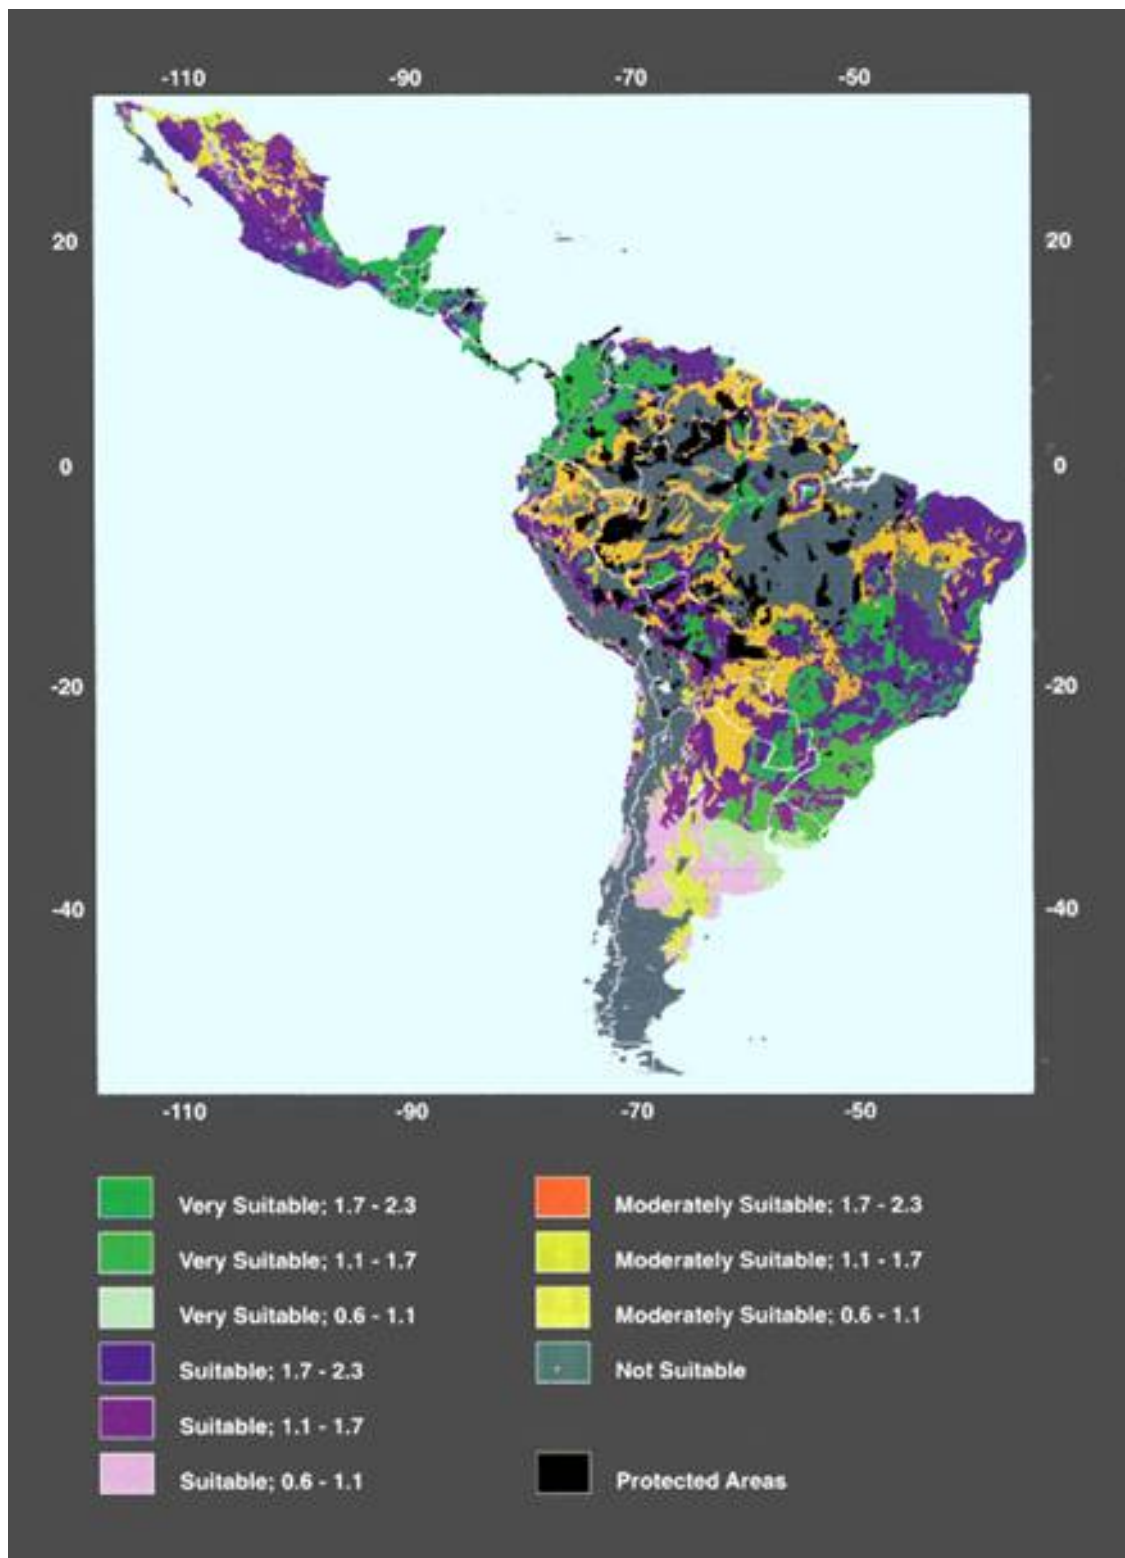 -110 -90 -70 -50
20 20
0 0
-20 -20
-40 -40
-110 -90 -70 -50
Very Suitable; 1.7 - 2.3
Very Suitable; 1.1 - 1.7
Very Suitable; 0.6 - 1.1
Suitable; 1.7 - 2.3
Suitable; 1.1 - 1.7
Suitable; 0.6 - 1.1
Moderately Suitable; 1.7 - 2.3
Moderately Suitable; 1.1 - 1.7
Moderately Suitable; 0.6 - 1.1
Not Suitable
Protected Areas